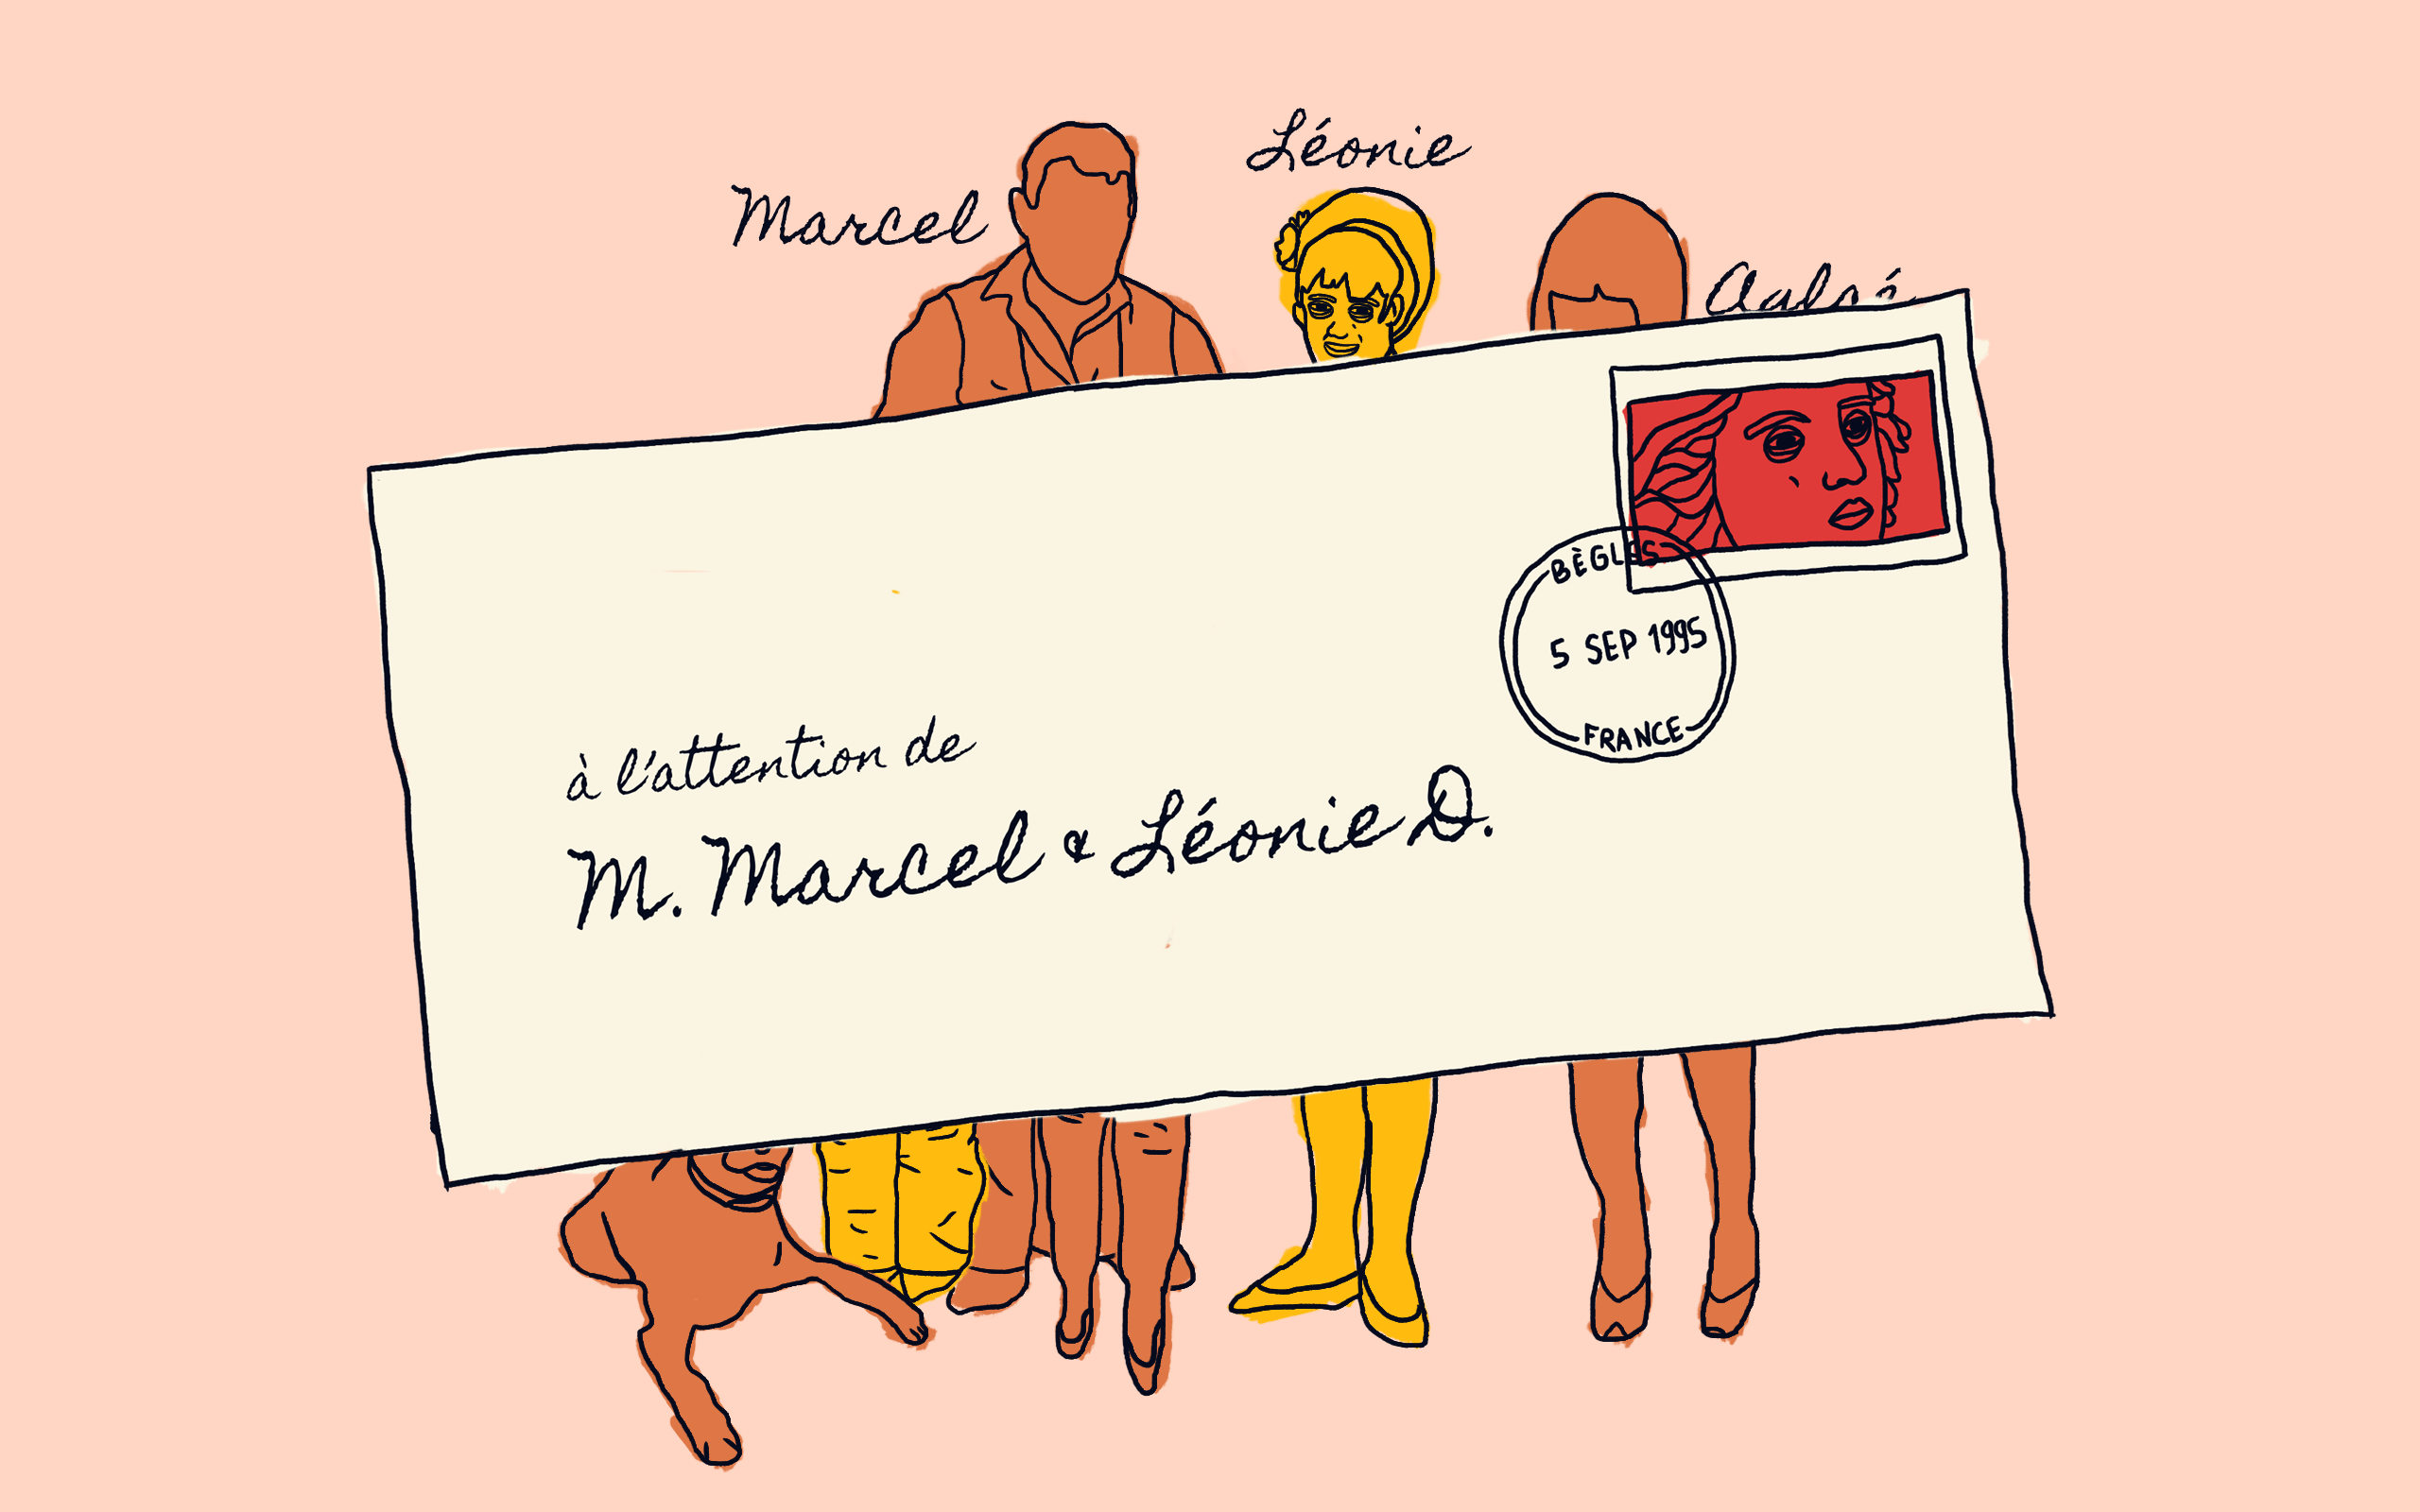 Léonie
Marcel
BÈGLES
5 SEP 1995
FRANCE
à l'attention de
M. Marcel & Léonie D.